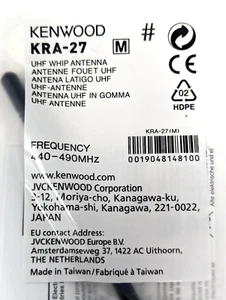 KENWOOD
KRA-27 M #
UHF WHIP ANTENNA
ANTENNE FOUET UHF
ANTENA LATIGO UHF
UHF-ANTENNE
ANTENNA UHF IN GOMMA
UHF ANTENNE
02
HDPE
FREQUENCY
440-490MHz
KRA-27(M)
0019048148100
www.kenwood.com
JVCKENWOOD Corporation
3-12, Moriya-cho, Kanagawa-ku,
Yokohama-shi, Kanagawa, 221-0022,
JAPAN
EU contact Address:
JVCKENWOOD Europe B.V.
Amsterdamseweg 37, 1422 AC Uithoorn,
THE NETHERLANDS
Made in Taiwan/Fabriqué à Taiwan